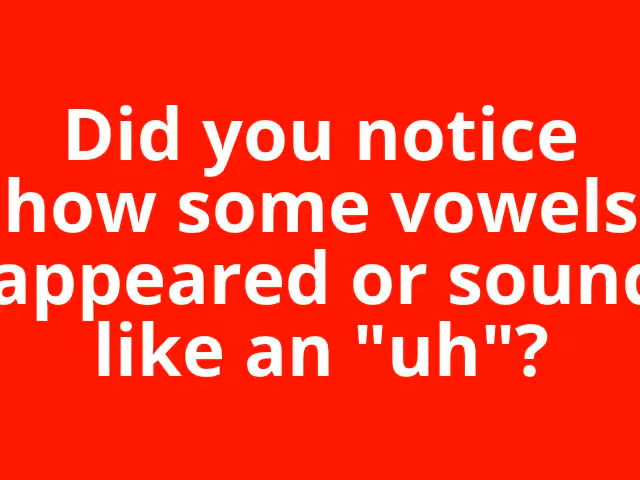 Did you notice
how some vowels
appeared or sound
like an "uh"?